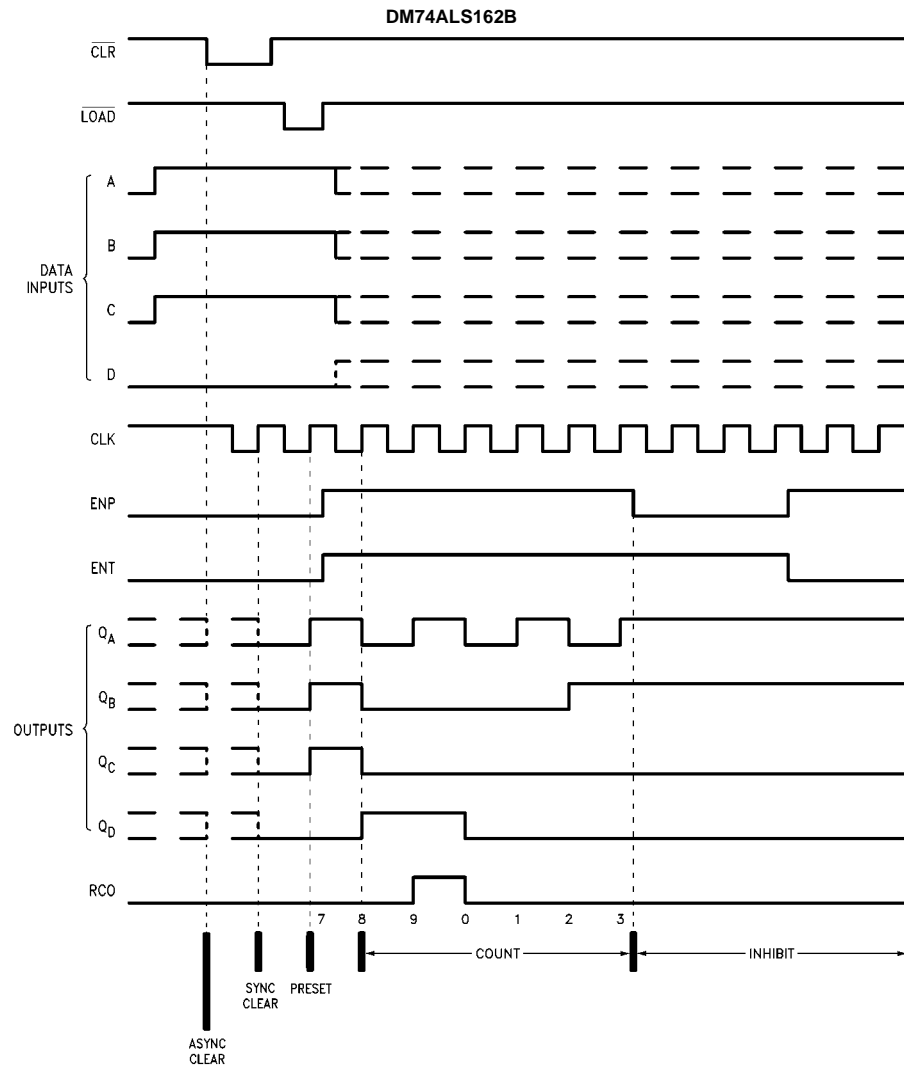 DM74ALS162B
CLR
LOAD
A
B
DATA
INPUTS
C
D
CLK
ENP
ENT
QA
QB
OUTPUTS
QC
QD
RCO
7 8 9 0 1 2 3
COUNT INHIBIT
SYNC
CLEAR
PRESET
ASYNC
CLEAR